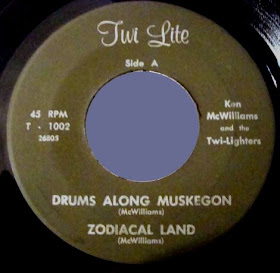 Twi Lite
Side A
45 RPM
T - 1002
26805
Ken
McWilliams
and the
Twi-Lighters
DRUMS ALONG MUSKEGON
(McWilliams)
ZODIACAL LAND
(McWilliams)